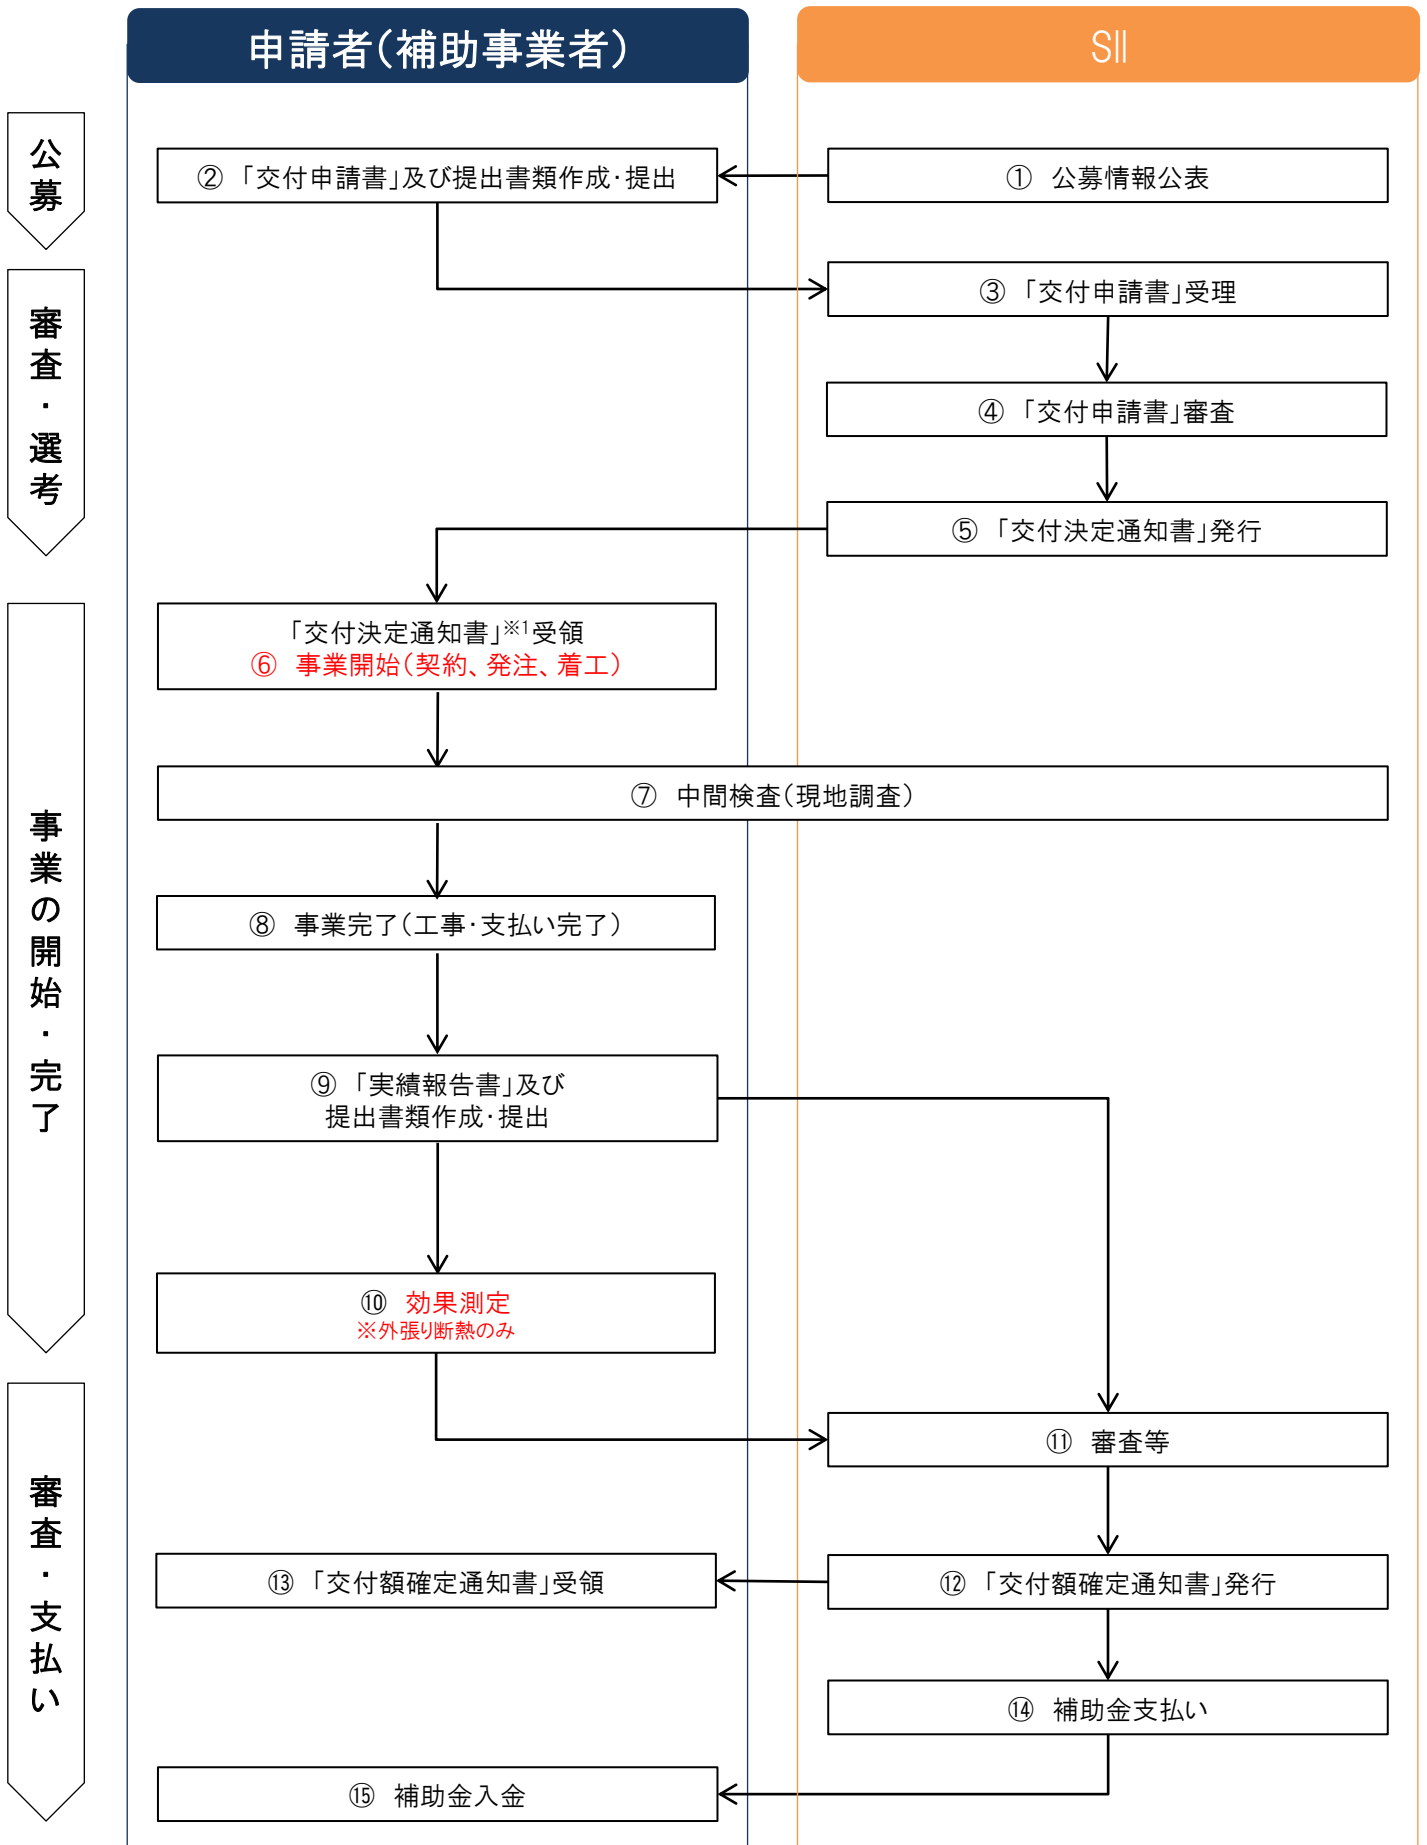 申請者(補助事業者)
SII
公募
② 「交付申請書」及び提出書類作成・提出
① 公募情報公表
審査・選考
③ 「交付申請書」受理
④ 「交付申請書」審査
⑤ 「交付決定通知書」発行
事業の開始・完了
「交付決定通知書」※1受領
⑥ 事業開始(契約、発注、着工)
⑦ 中間検査(現地調査)
⑧ 事業完了(工事・支払い完了)
⑨ 「実績報告書」及び
提出書類作成・提出
⑩ 効果測定
※外張り断熱のみ
審査・支払い
⑪ 審査等
⑬ 「交付額確定通知書」受領
⑫ 「交付額確定通知書」発行
⑭ 補助金支払い
⑮ 補助金入金